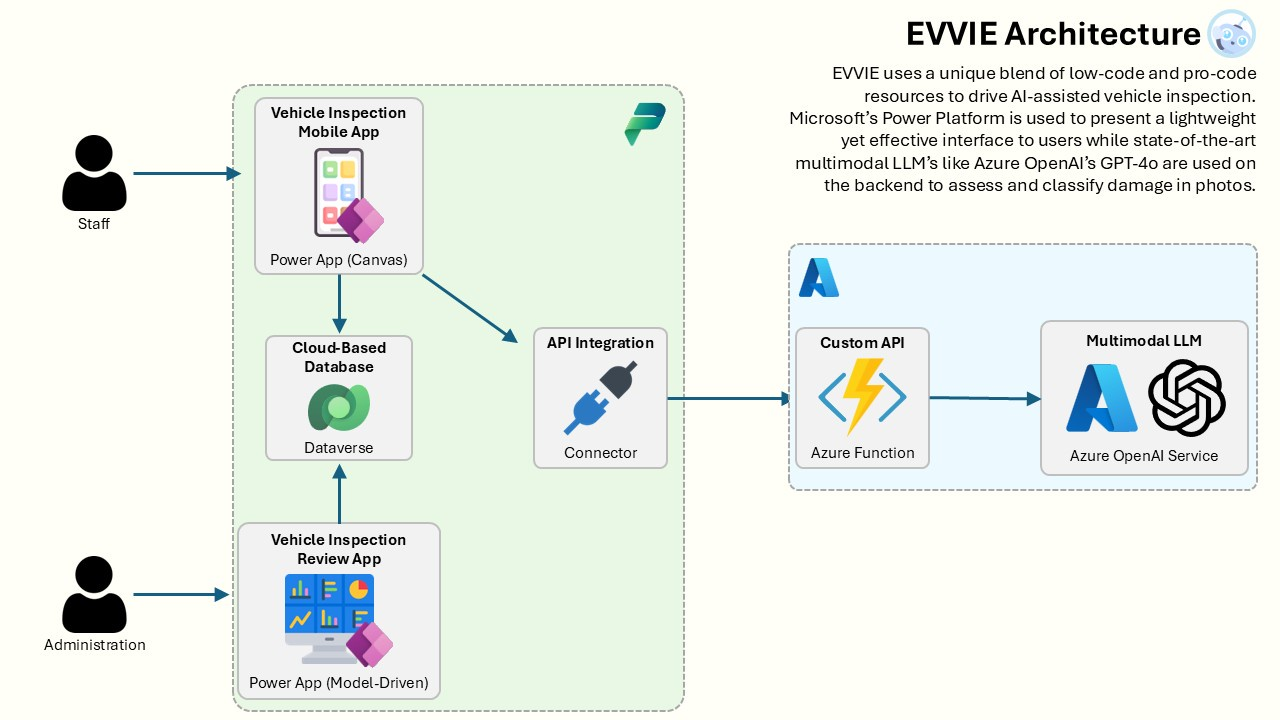 EVVIE Architecture
EVVIE uses a unique blend of low-code and pro-code
resources to drive AI-assisted vehicle inspection.
Microsoft's Power Platform is used to present a lightweight
yet effective interface to users while state-of-the-art
multimodal LLM's like Azure OpenAI's GPT-4o are used on
the backend to assess and classify damage in photos.
Staff
Vehicle Inspection
Mobile App
Power App (Canvas)
Cloud-Based
Database
Dataverse
API Integration
Connector
Custom API
Azure Function
Multimodal LLM
Azure OpenAI Service
Administration
Vehicle Inspection
Review App
Power App (Model-Driven)